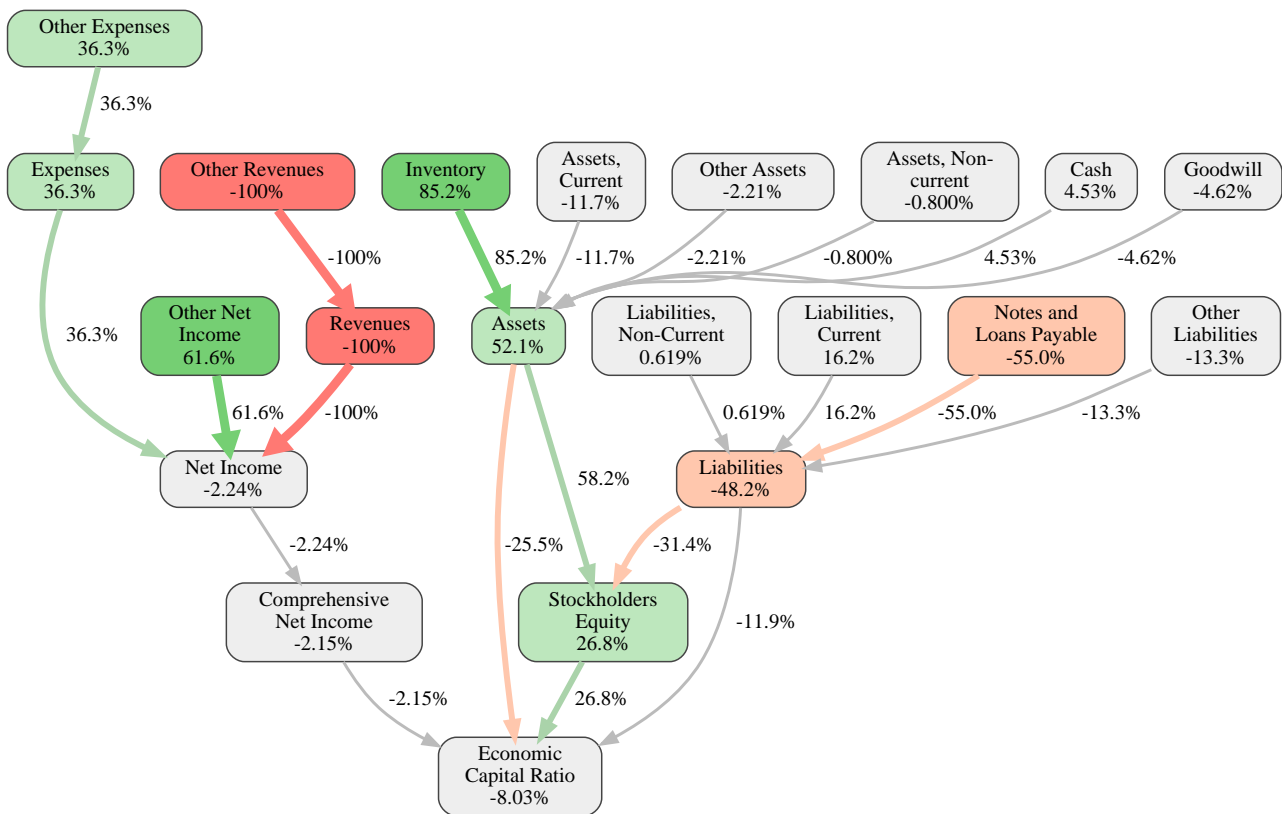 Other Expenses
36.3%
36.3%
Expenses
36.3%
Other Revenues
-100%
Inventory
85.2%
Assets,
Current
-11.7%
Other Assets
-2.21%
Assets, Non-
current
-0.800%
Cash
4.53%
Goodwill
-4.62%
-100%
85.2%
-11.7%
-2.21%
-0.800%
4.53%
-4.62%
36.3%
Other Net
Income
61.6%
Revenues
-100%
Assets
52.1%
Liabilities,
Non-Current
0.619%
Liabilities,
Current
16.2%
Notes and
Loans Payable
-55.0%
Other
Liabilities
-13.3%
61.6%
-100%
0.619%
16.2%
-55.0%
-13.3%
Net Income
-2.24%
58.2%
Liabilities
-48.2%
-2.24%
-25.5%
-31.4%
Comprehensive
Net Income
-2.15%
Stockholders
Equity
26.8%
-11.9%
-2.15%
26.8%
Economic
Capital Ratio
-8.03%